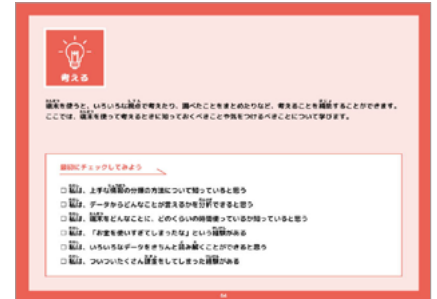 考える
端末を使うと、いろいろな視点で考えたり、調べたことをまとめたりなど、考えることを補助することができます。
ここでは、端末を使って考えるときに知っておくべきことや気をつけるべきことについて学びます。
最初にチェックしてみよう
□ 私は、上手な情報の分類の方法について知っていると思う
□ 私は、データからどんなことが言えるかを分析できると思う
□ 私は、端末をどんなことに、どのくらいの時間使っているか知っていると思う
□ 私は、「お金を使いすぎてしまったな」という経験がある
□ 私は、いろいろなデータをきちんと読み解くことができると思う
□ 私は、ついついたくさん課金をしてしまった経験がある